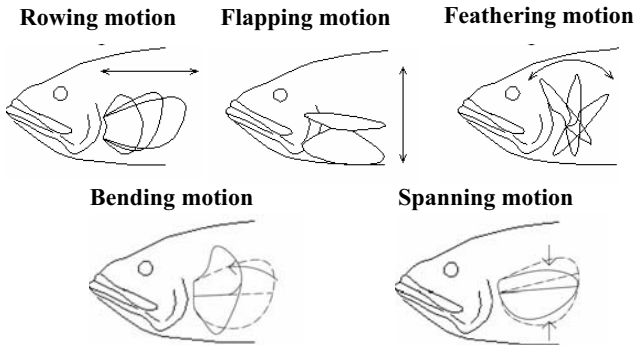 Rowing motion
Flapping motion
Feathering motion
Bending motion
Spanning motion